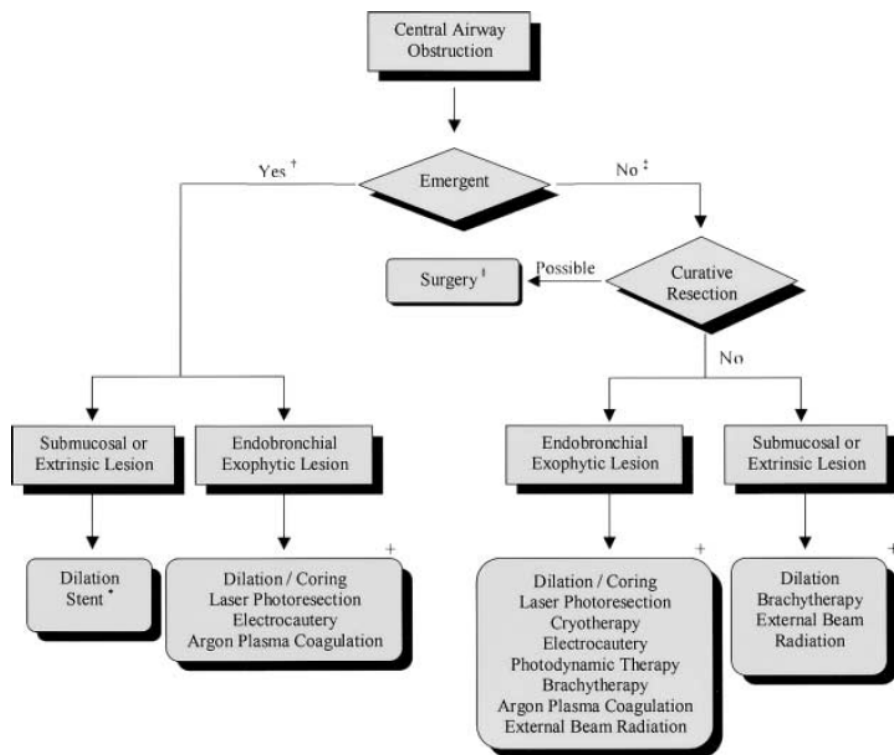 Central Airway
Obstruction
Yes †
Emergent
No ‡
Surgery ǁ
Possible
Curative
Resection
No
Submucosal or
Extrinsic Lesion
Endobronchial
Exophytic Lesion
Endobronchial
Exophytic Lesion
Submucosal or
Extrinsic Lesion
Dilation
Stent *
+
Dilation / Coring
Laser Photoresection
Electrocautery
Argon Plasma Coagulation
+
Dilation / Coring
Laser Photoresection
Cryotherapy
Electrocautery
Photodynamic Therapy
Brachytherapy
Argon Plasma Coagulation
External Beam Radiation
+
Dilation
Brachytherapy
External Beam
Radiation